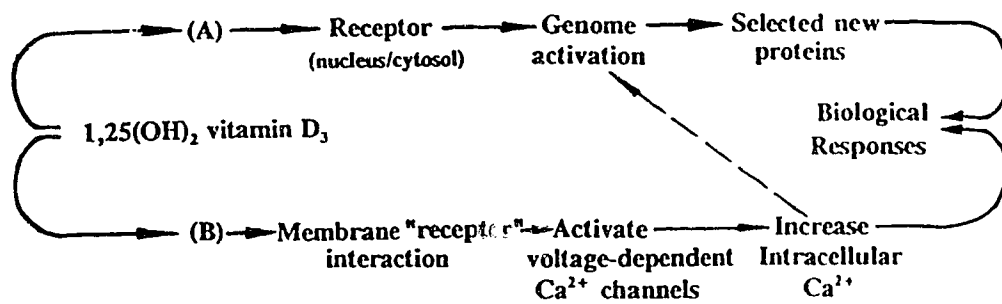 (A) Receptor Genome Selected new
(nucleus/cytosol) activation proteins
1,25(OH)₂ vitamin D₃
Biological
Responses
(B) Membrane "receptor" Activate Increase
interaction voltage-dependent Intracellular
Ca²⁺ channels Ca²⁺